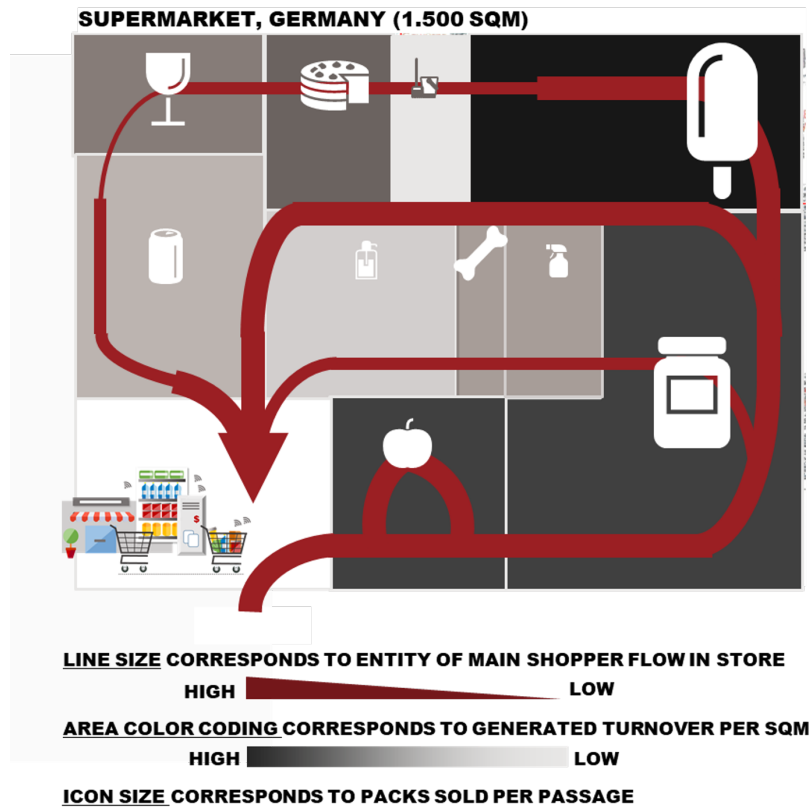 SUPERMARKET, GERMANY (1.500 SQM)
$
LINE SIZE CORRESPONDS TO ENTITY OF MAIN SHOPPER FLOW IN STORE
HIGH LOW
AREA COLOR CODING CORRESPONDS TO GENERATED TURNOVER PER SQM
HIGH LOW
ICON SIZE CORRESPONDS TO PACKS SOLD PER PASSAGE